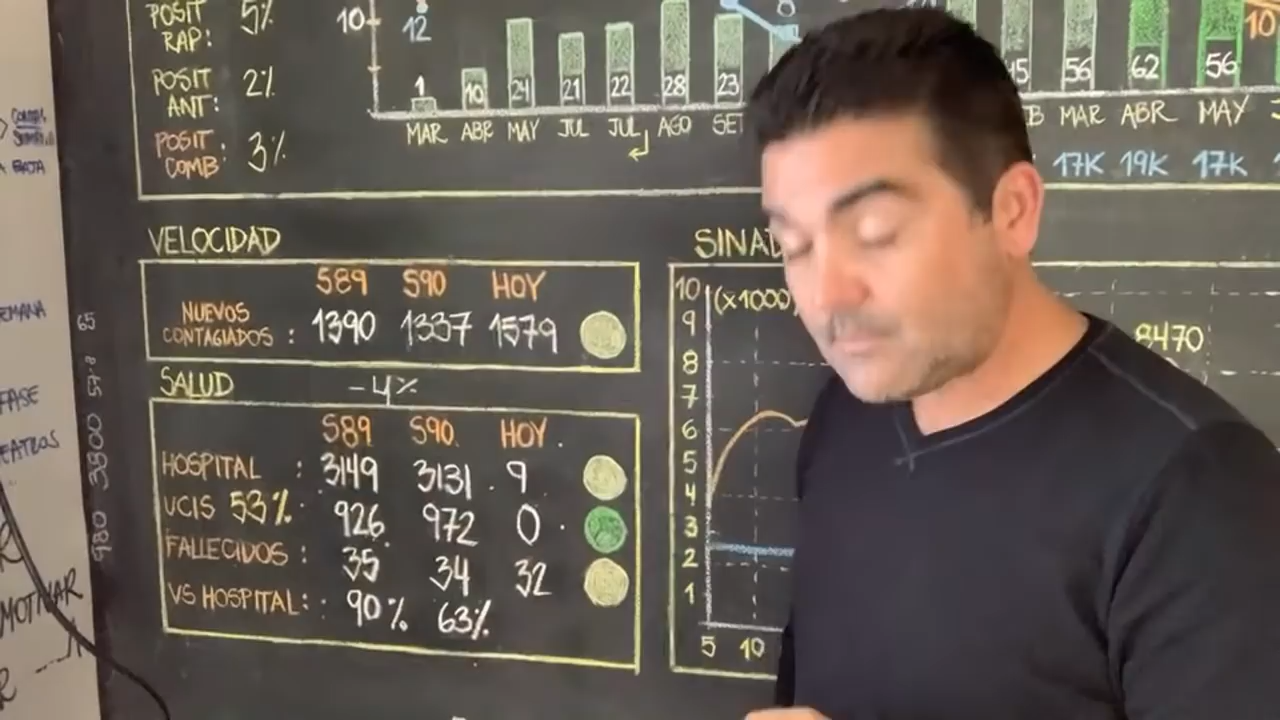 POSIT RAP: 5%
POSIT ANT: 2%
POSIT COMB: 3%
10 12
1 10 24 21 22 28 23
56 62 56 10
MAR ABR MAY JUL JUL AGO SET
MAR ABR MAY
17K 19K 17K
VELOCIDAD
S89 S90 HOY
NUEVOS CONTAGIADOS : 1390 1337 1579
SALUD -4%
S89 S90 HOY
HOSPITAL : 3149 3131 9
UCIS 53% 926 972 0
FALLECIDOS : 35 34 32
VS HOSPITAL: 90% 63%
SINAD
10 (x1000)
9
8
7
6
5
4
3
2
1
5 10
8470
65
57.8
3800
980
FASE